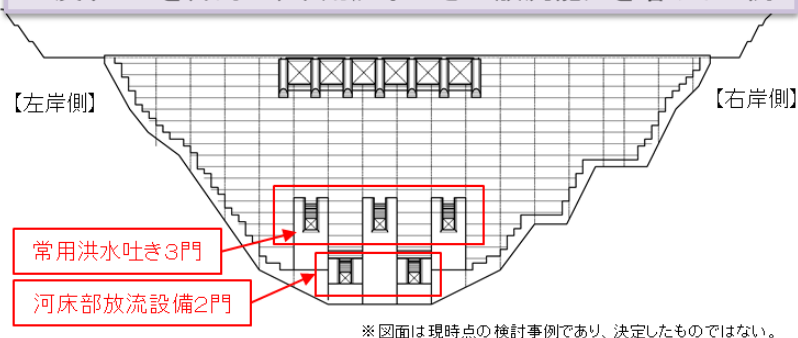 【左岸側】
【右岸側】
常用洪水吐き3門
河床部放流設備2門
※図面は現時点の検討事例であり、決定したものではない。